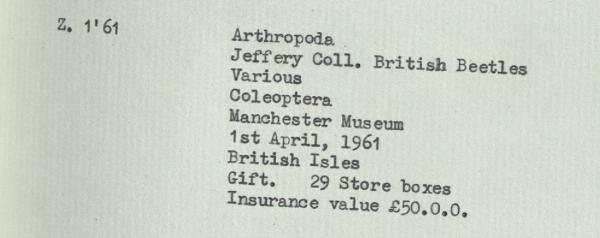 Z. 1'61
Arthropoda
Jeffery Coll. British Beetles
Various
Coleoptera
Manchester Museum
1st April, 1961
British Isles
Gift. 29 Store boxes
Insurance value £50.0.0.